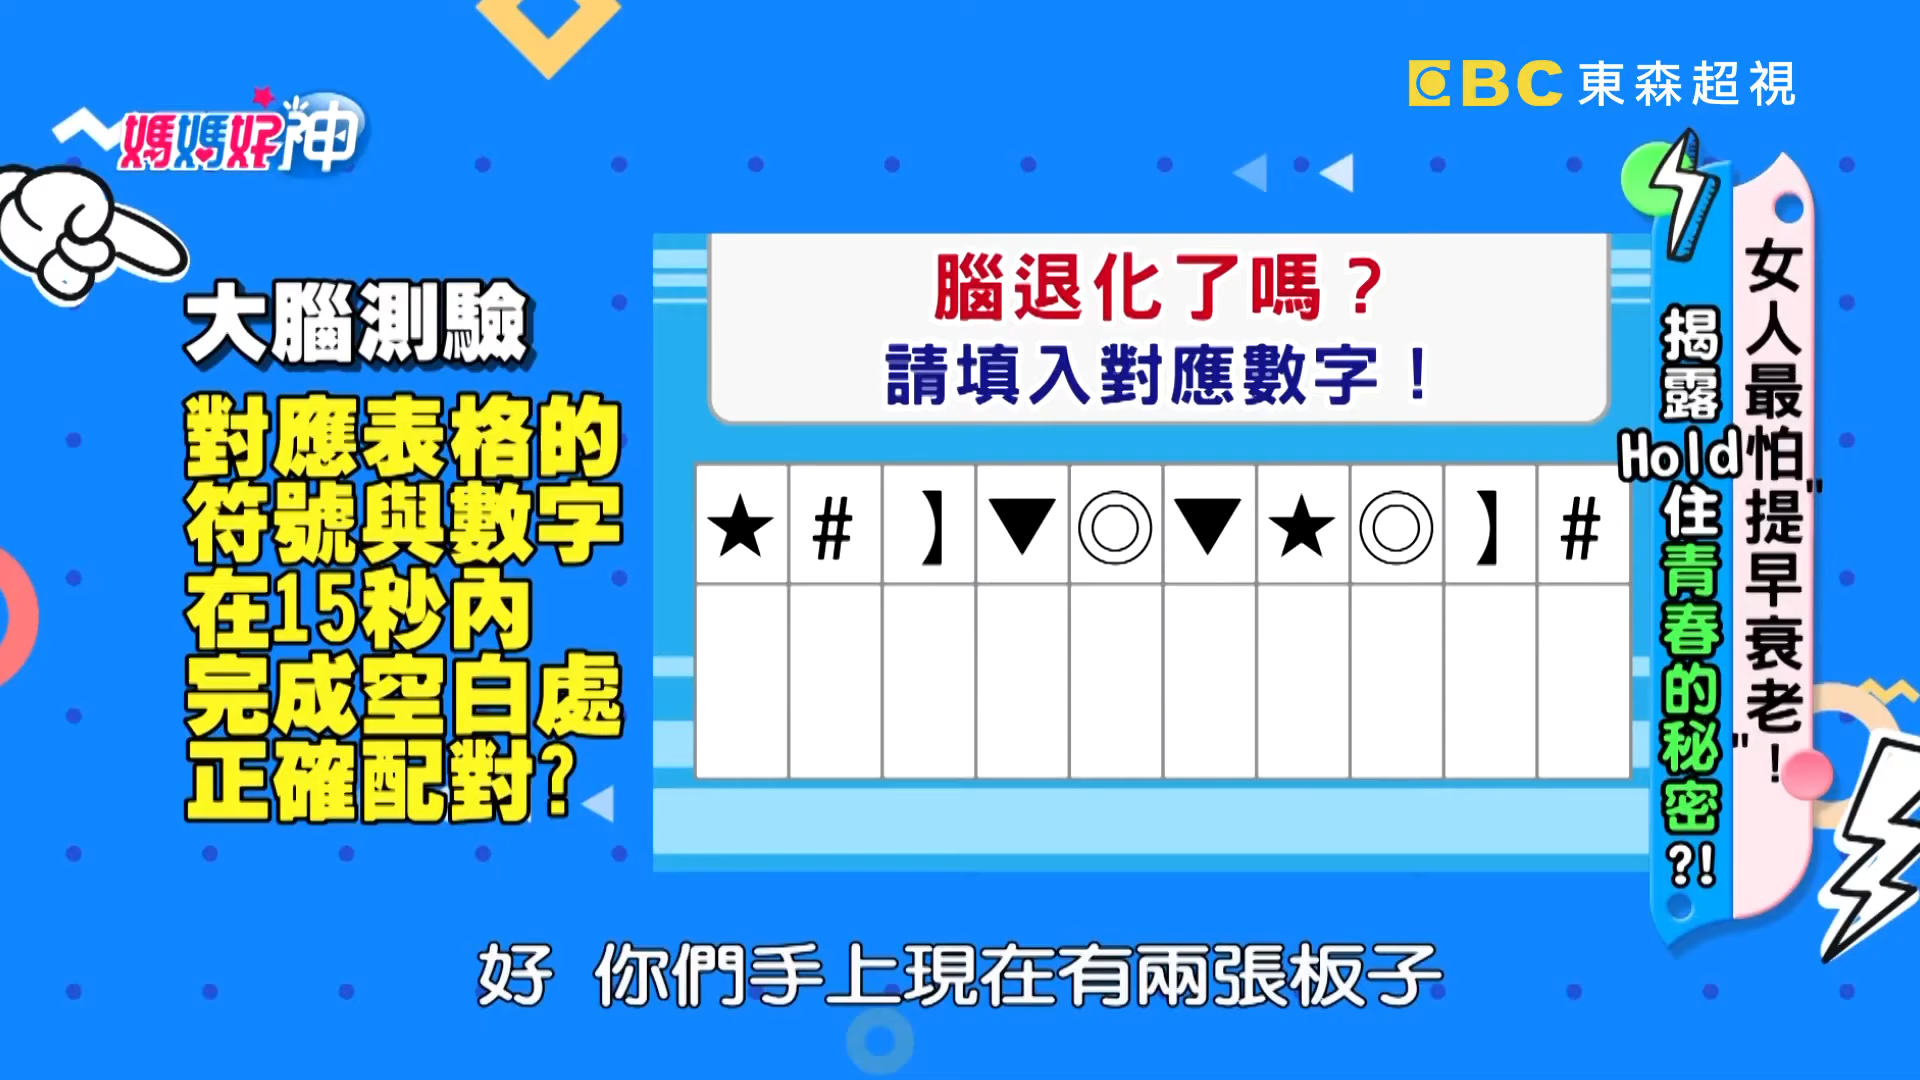 媽媽好神
EBC 東森超視
大腦測驗
對應表格的
符號與數字
在15秒內
完成空白處
正確配對?
腦退化了嗎？
請填入對應數字！
★ # 】 ▼ ◎ ▼ ★ ◎ 】 #
女人最怕"提早衰老"！
揭露Hold住青春的秘密?!
好 你們手上現在有兩張板子